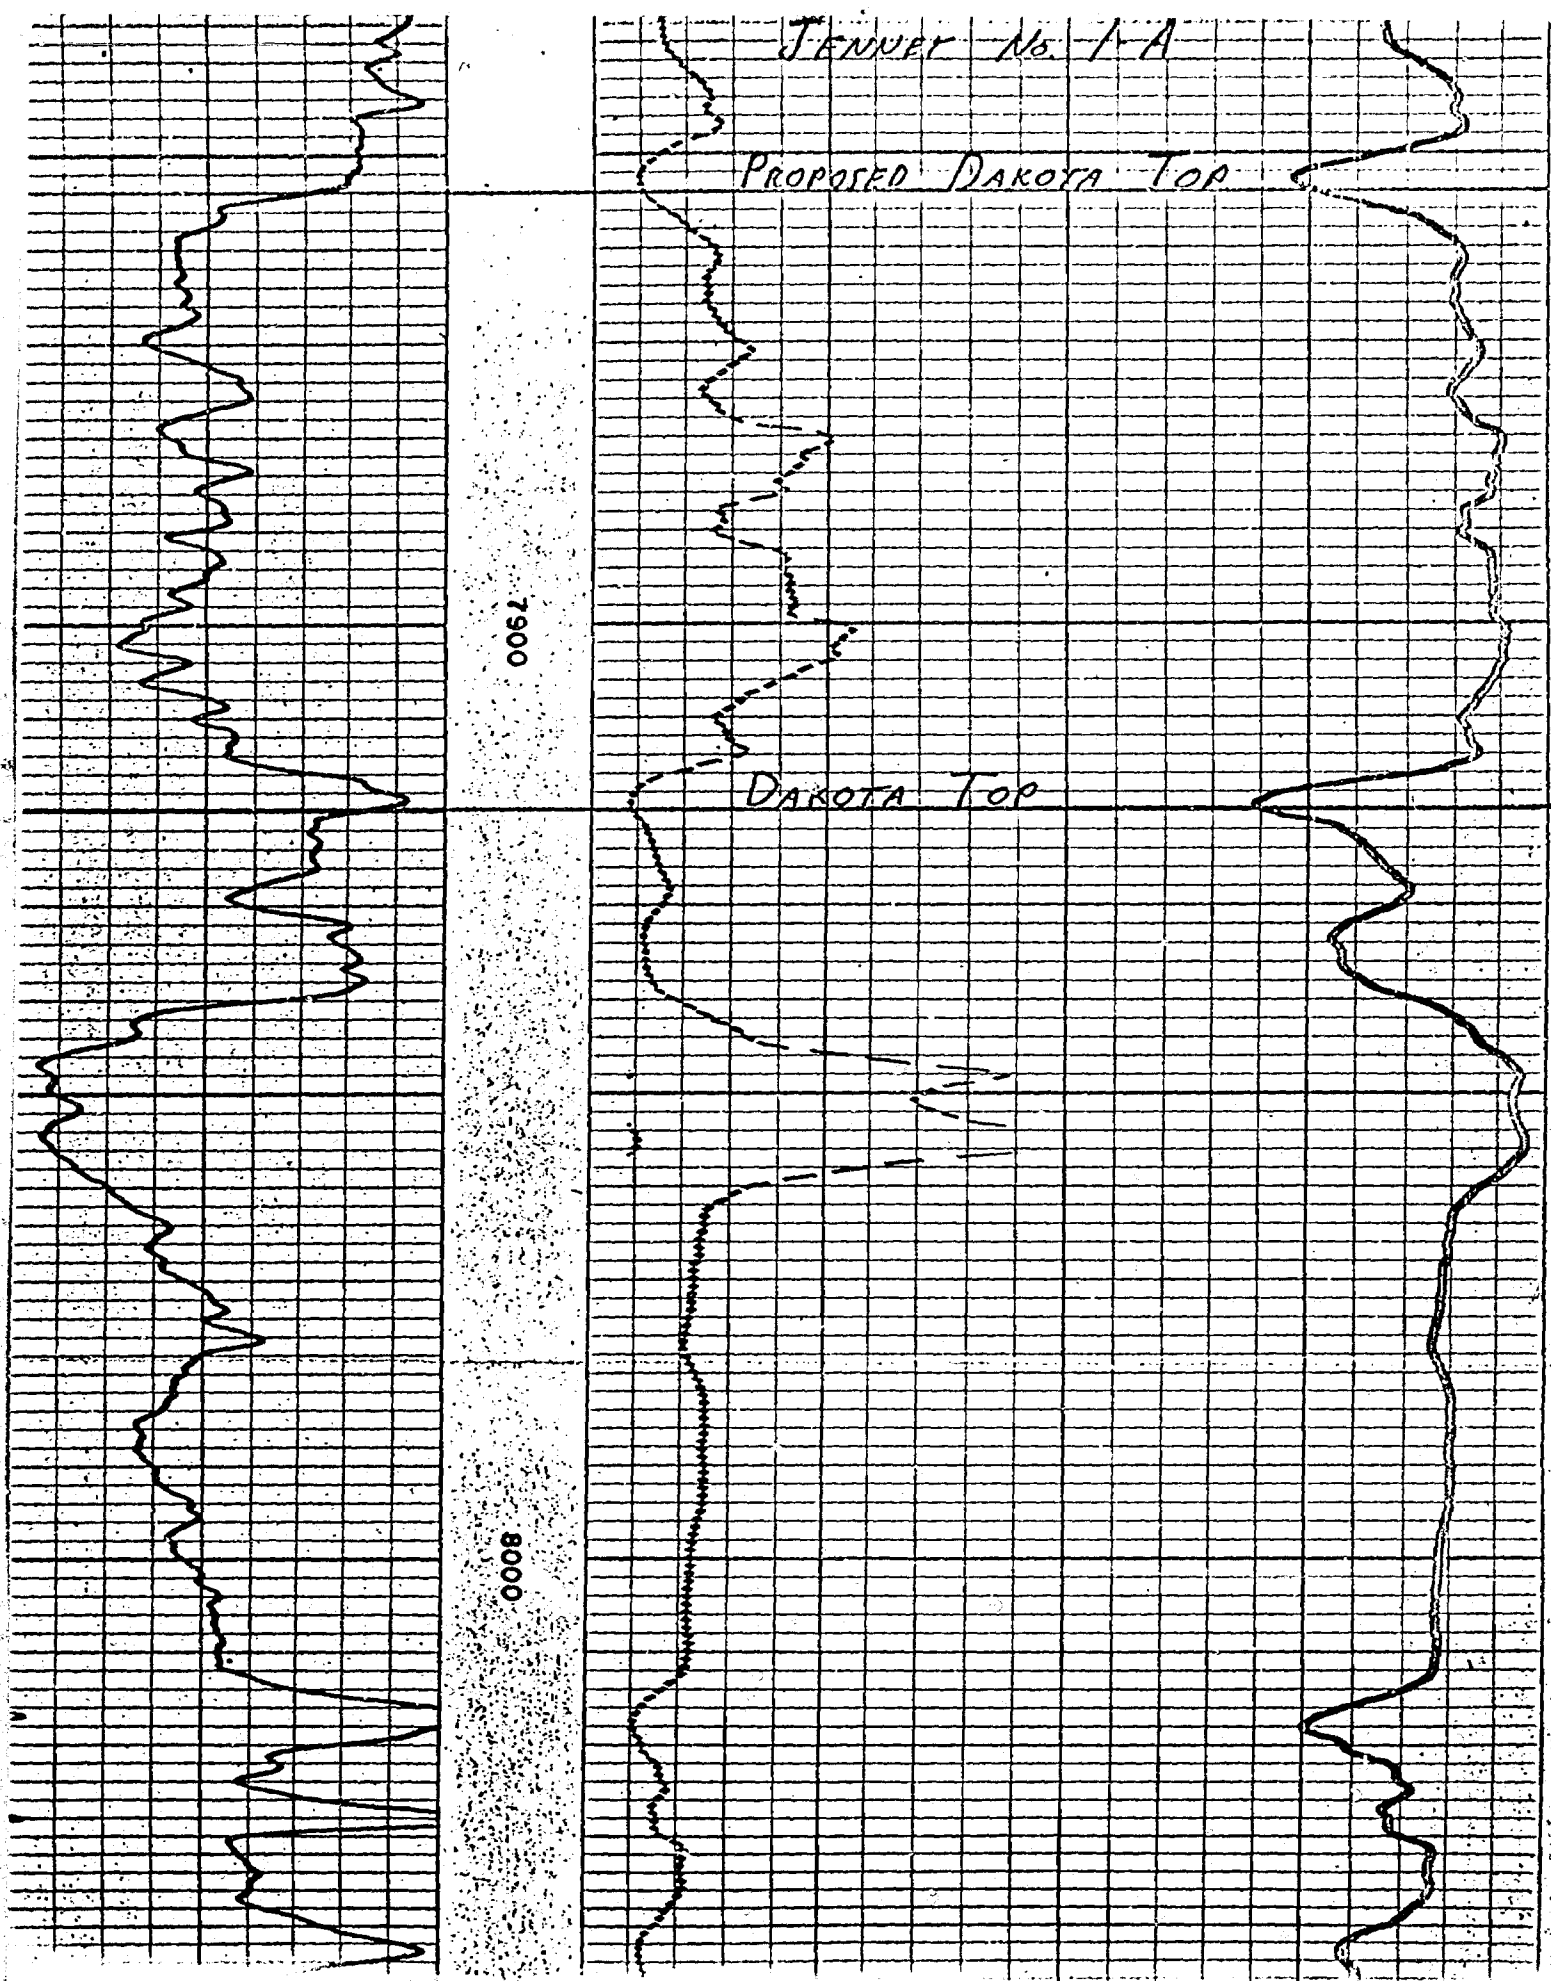 JENNEY No. 1-A
PROPOSED DAKOTA TOP
7900
DAKOTA TOP
8000